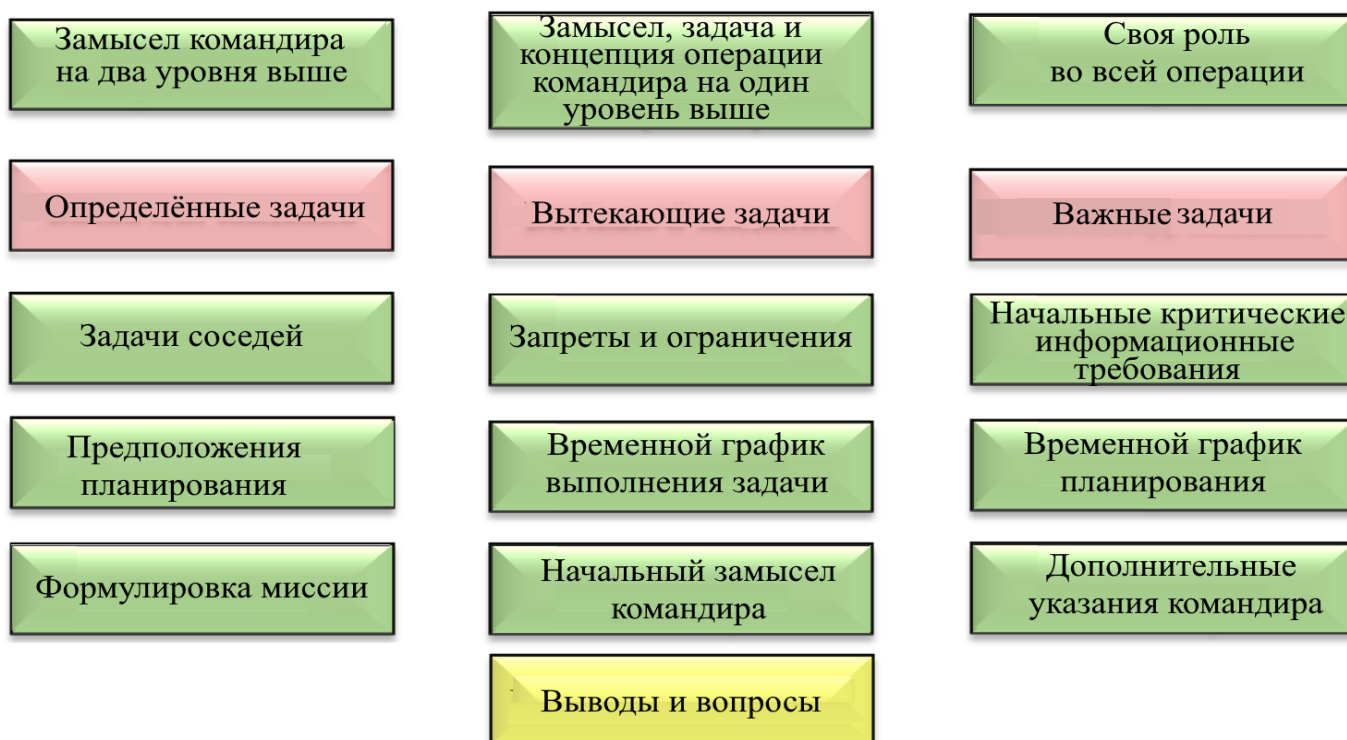 Замысел командира
на два уровня выше
Замысел, задача и
концепция операции
командира на один
уровень выше
Своя роль
во всей операции
Определённые задачи
Вытекающие задачи
Важные задачи
Задачи соседей
Запреты и ограничения
Начальные критические
информационные
требования
Предположения
планирования
Временной график
выполнения задачи
Временной график
планирования
Формулировка миссии
Начальный замысел
командира
Дополнительные
указания командира
Выводы и вопросы